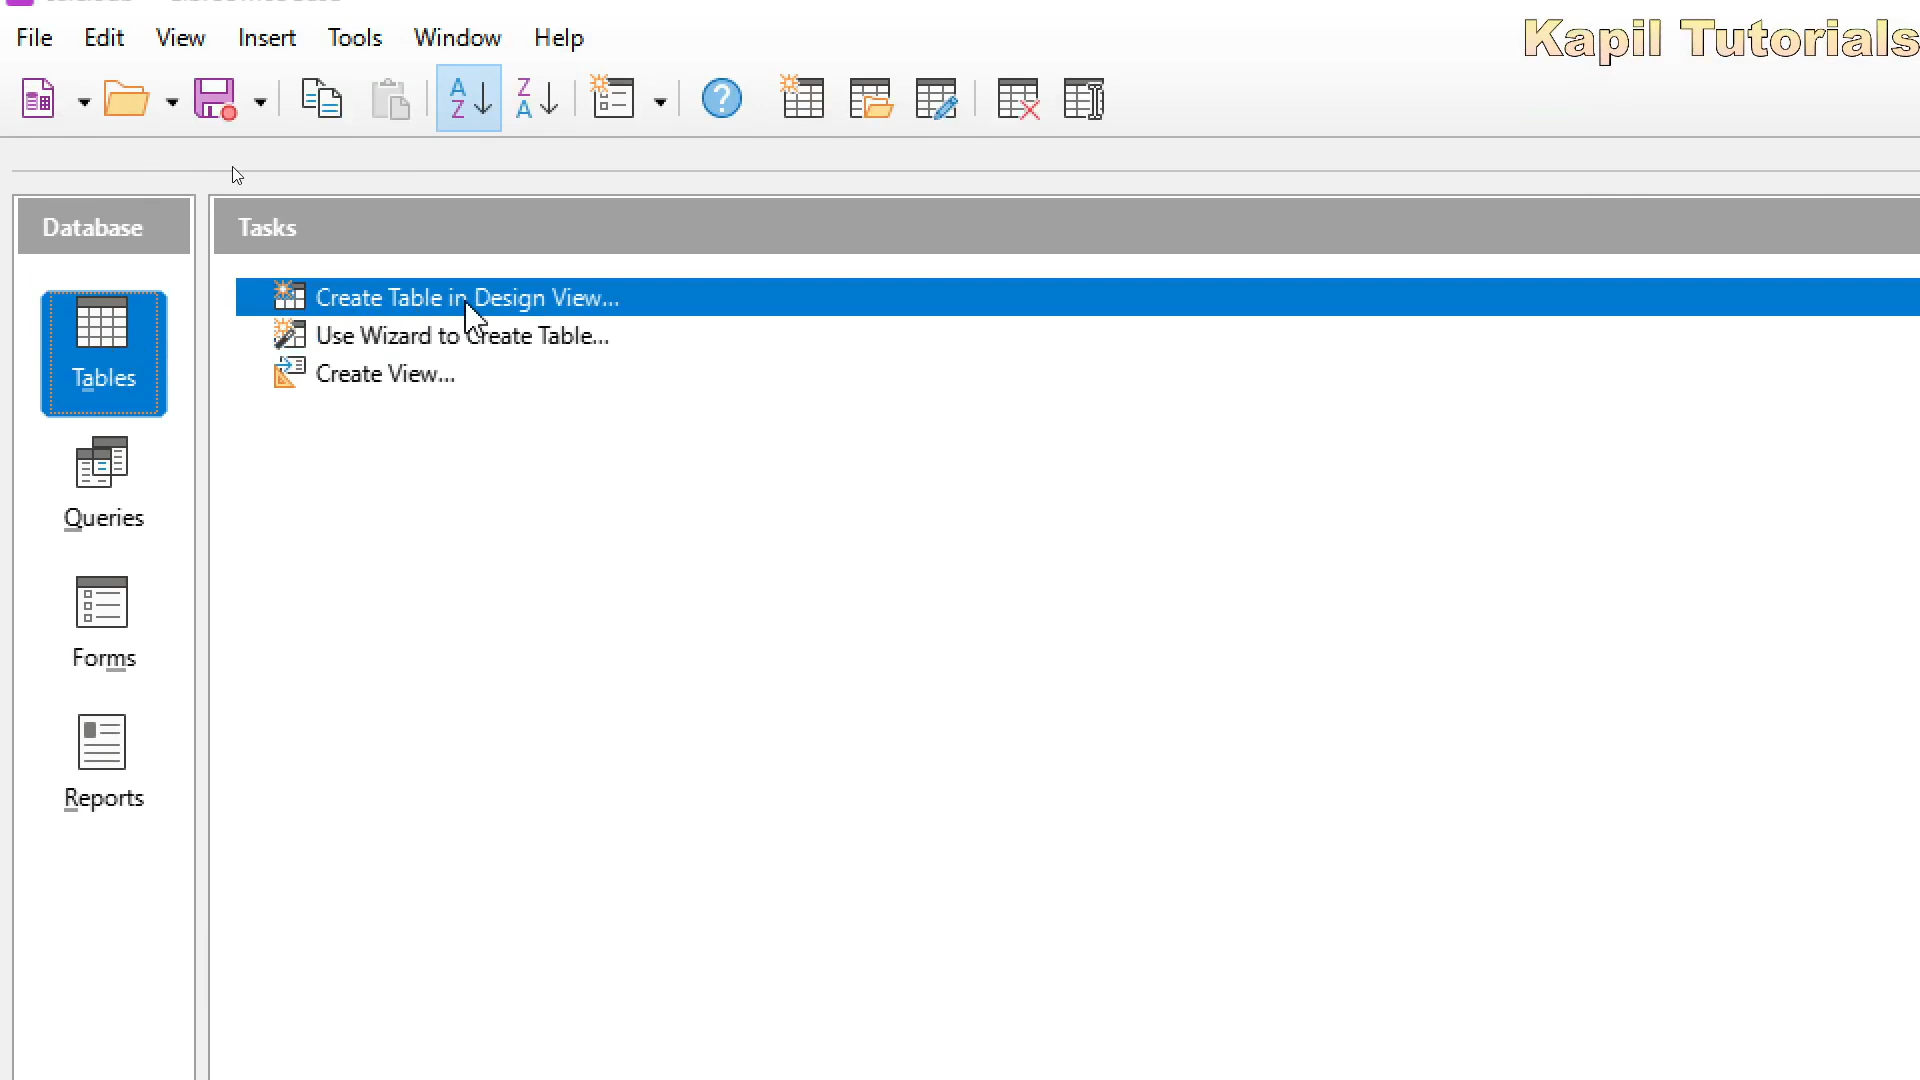 File Edit View Insert Tools Window Help
Kapil Tutorials
Database
Tasks
Create Table in Design View...
Use Wizard to Create Table...
Create View...
Tables
Queries
Forms
Reports